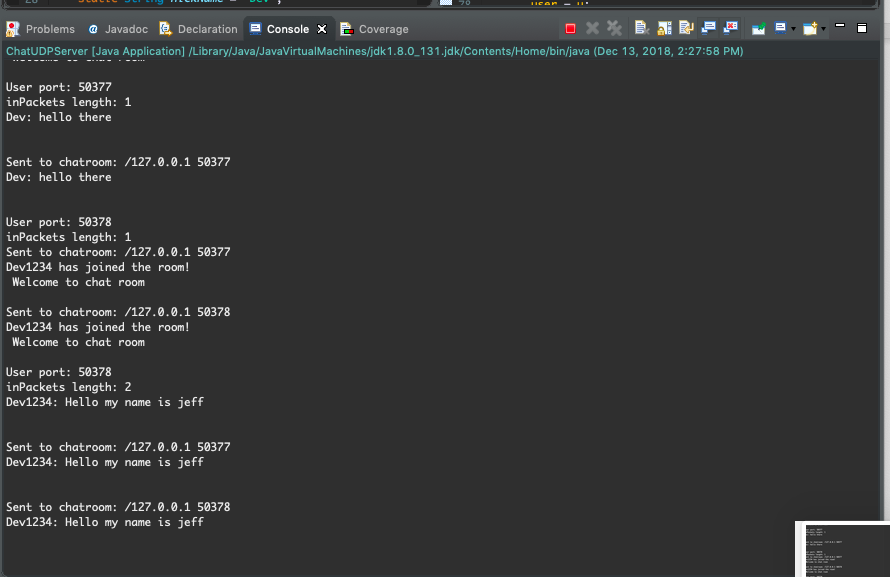 Problems @ Javadoc Declaration Console Coverage
ChatUDPServer [Java Application] /Library/Java/JavaVirtualMachines/jdk1.8.0_131.jdk/Contents/Home/bin/java (Dec 13, 2018, 2:27:58 PM)
Welcome to chat room
User port: 50377
inPackets length: 1
Dev: hello there
Sent to chatroom: /127.0.0.1 50377
Dev: hello there
User port: 50378
inPackets length: 1
Sent to chatroom: /127.0.0.1 50377
Dev1234 has joined the room!
Welcome to chat room
Sent to chatroom: /127.0.0.1 50378
Dev1234 has joined the room!
Welcome to chat room
User port: 50378
inPackets length: 2
Dev1234: Hello my name is jeff
Sent to chatroom: /127.0.0.1 50377
Dev1234: Hello my name is jeff
Sent to chatroom: /127.0.0.1 50378
Dev1234: Hello my name is jeff